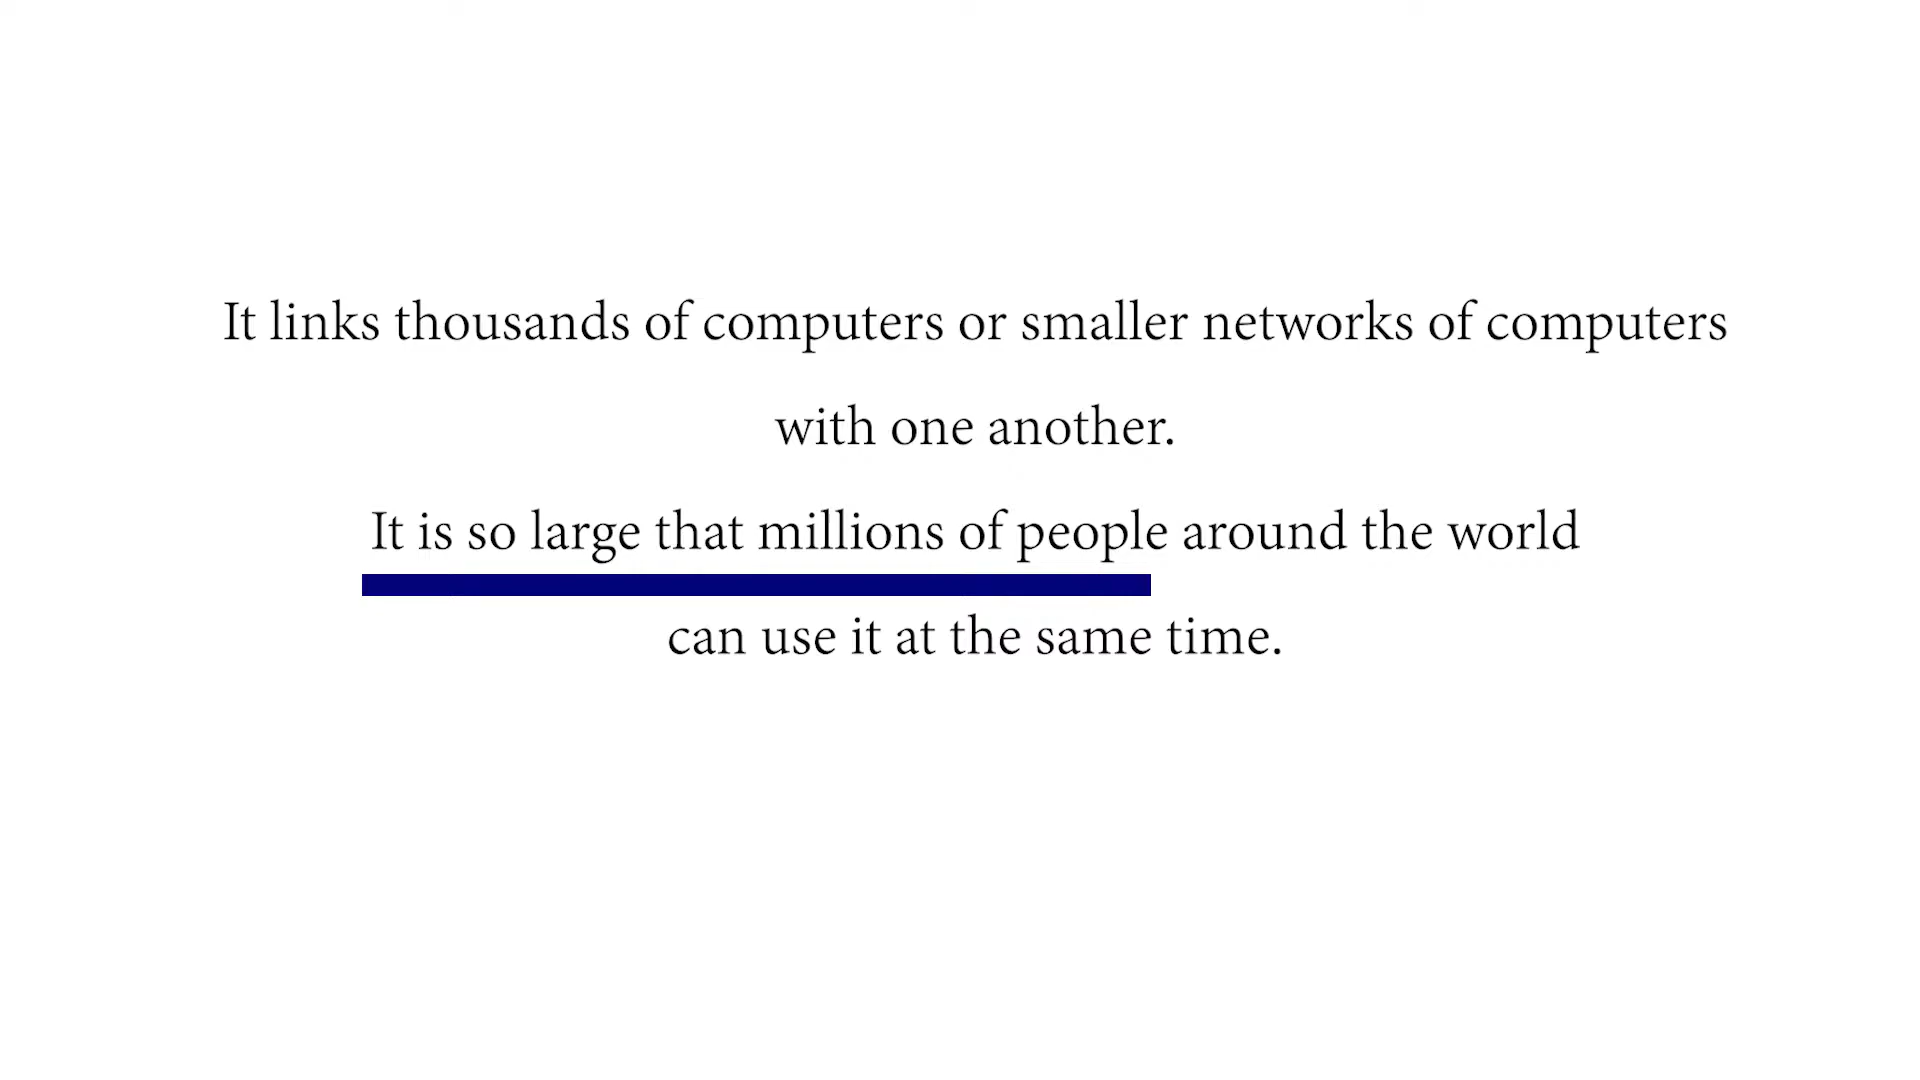 It links thousands of computers or smaller networks of computers
with one another.
It is so large that millions of people around the world
can use it at the same time.